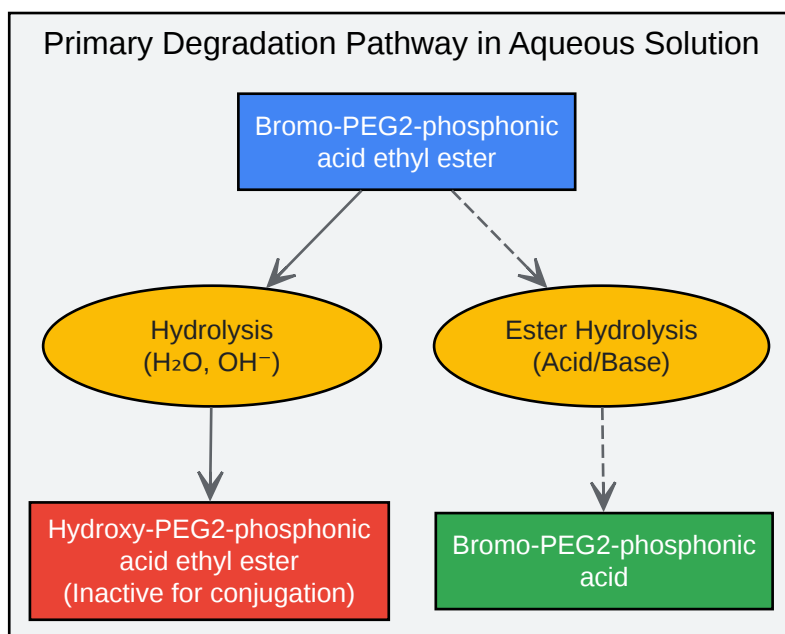 Primary Degradation Pathway in Aqueous Solution
Bromo-PEG2-phosphonic
acid ethyl ester
Hydrolysis
(H₂O, OH⁻)
Ester Hydrolysis
(Acid/Base)
Hydroxy-PEG2-phosphonic
acid ethyl ester
(Inactive for conjugation)
Bromo-PEG2-phosphonic
acid